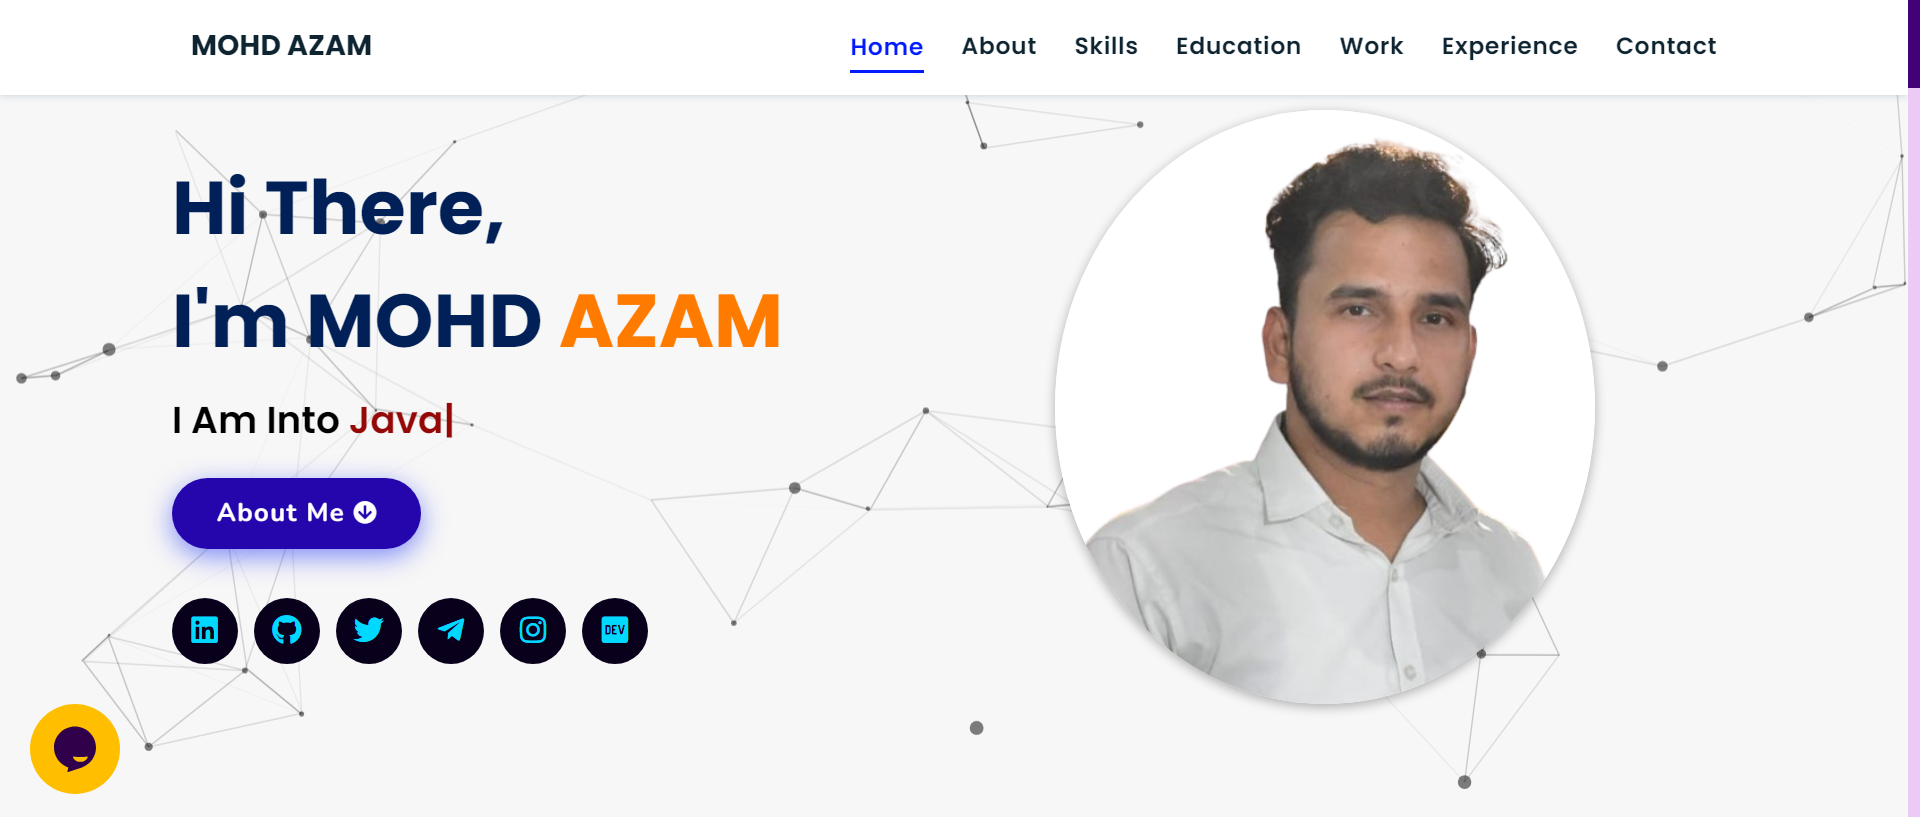 MOHD AZAM
Home About Skills Education Work Experience Contact
Hi There,
I'm MOHD AZAM
I Am Into Java|
About Me
in
DEV